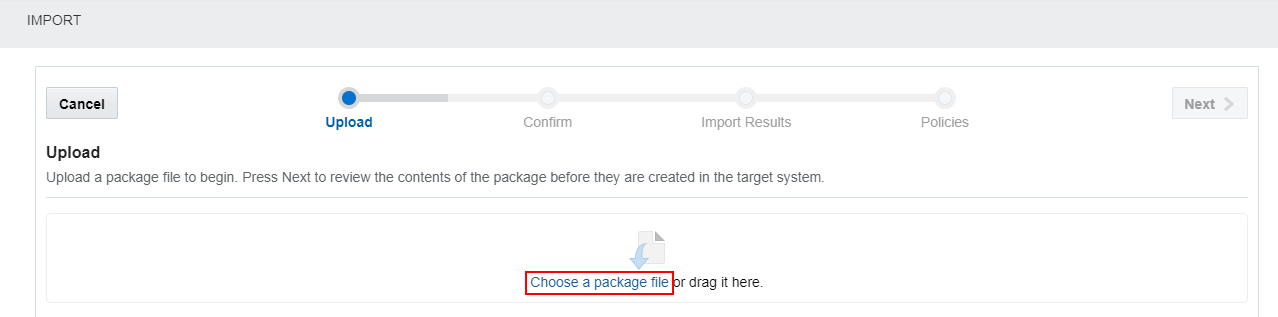 IMPORT
Cancel
Next
Upload Confirm Import Results Policies
Upload
Upload a package file to begin. Press Next to review the contents of the package before they are created in the target system.
Choose a package file or drag it here.